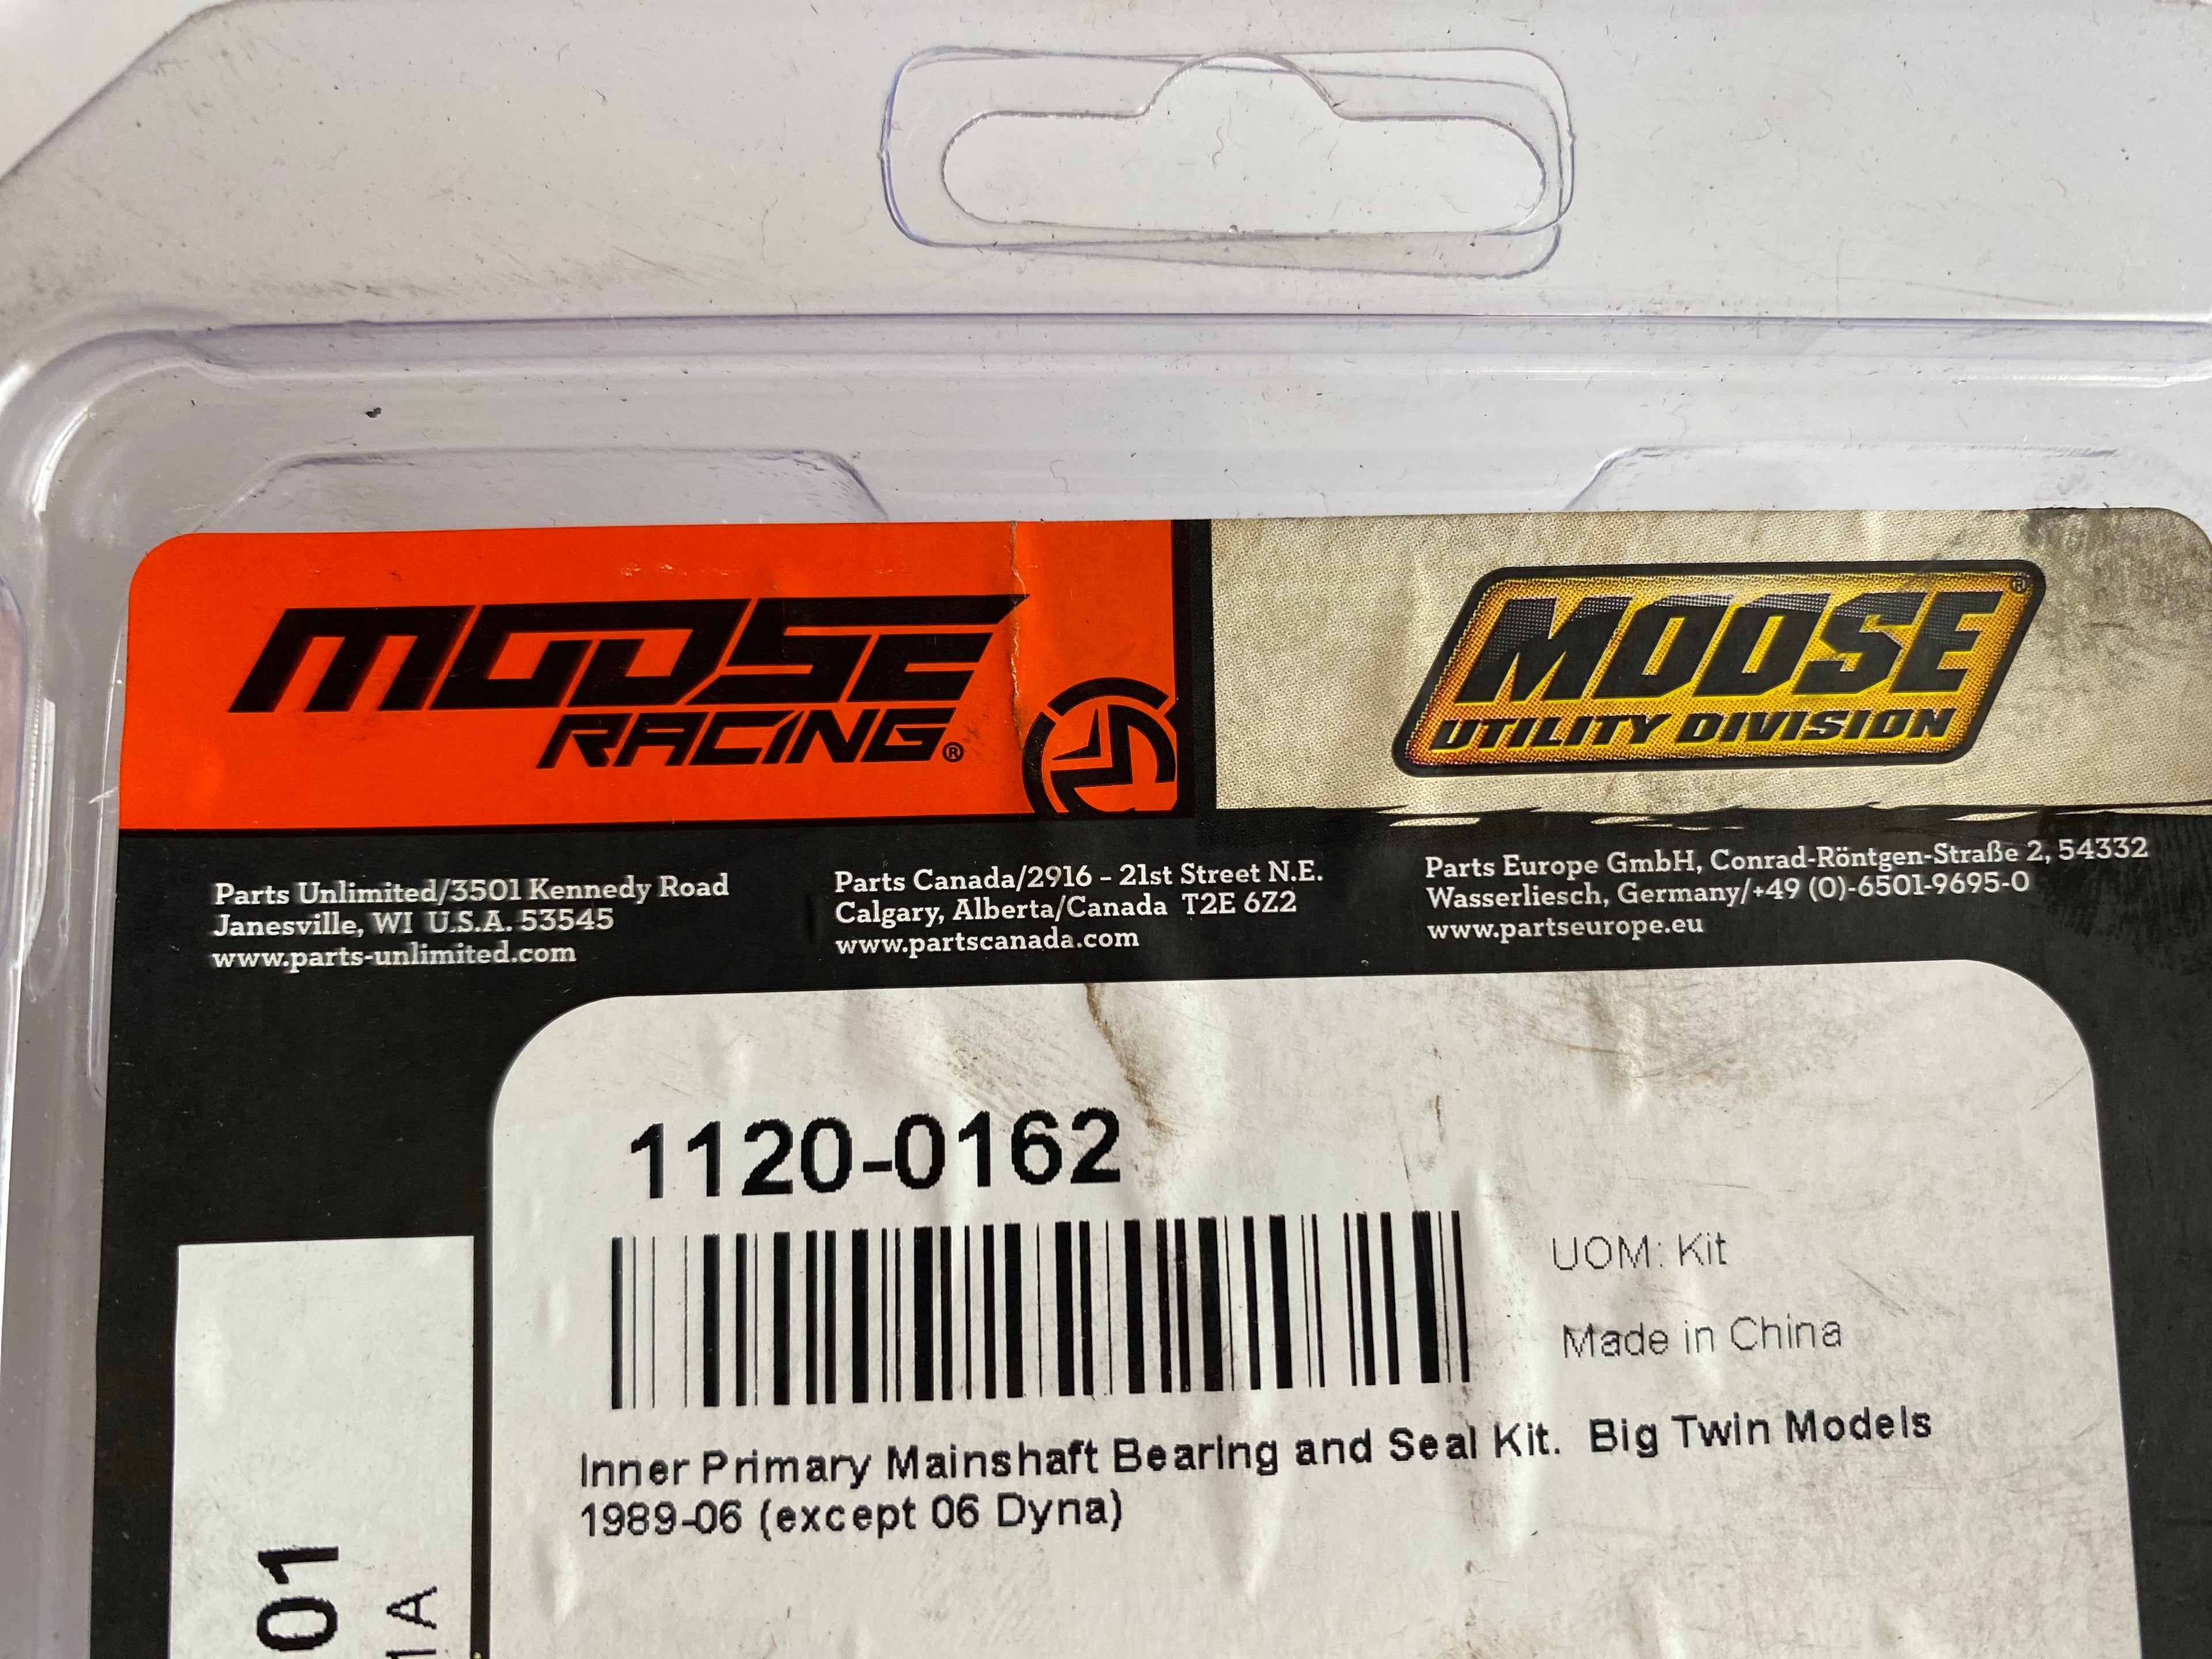 MOOSE
RACING®
MOOSE®
UTILITY DIVISION
Parts Unlimited/3501 Kennedy Road
Janesville, WI U.S.A. 53545
www.parts-unlimited.com
Parts Canada/2916 - 21st Street N.E.
Calgary, Alberta/Canada T2E 6Z2
www.partscanada.com
Parts Europe GmbH, Conrad-Röntgen-Straße 2, 54332
Wasserliesch, Germany/+49 (0)-6501-9695-0
www.partseurope.eu
1120-0162
UOM: Kit
Made in China
Inner Primary Mainshaft Bearing and Seal Kit. Big Twin Models
1989-06 (except 06 Dyna)
01